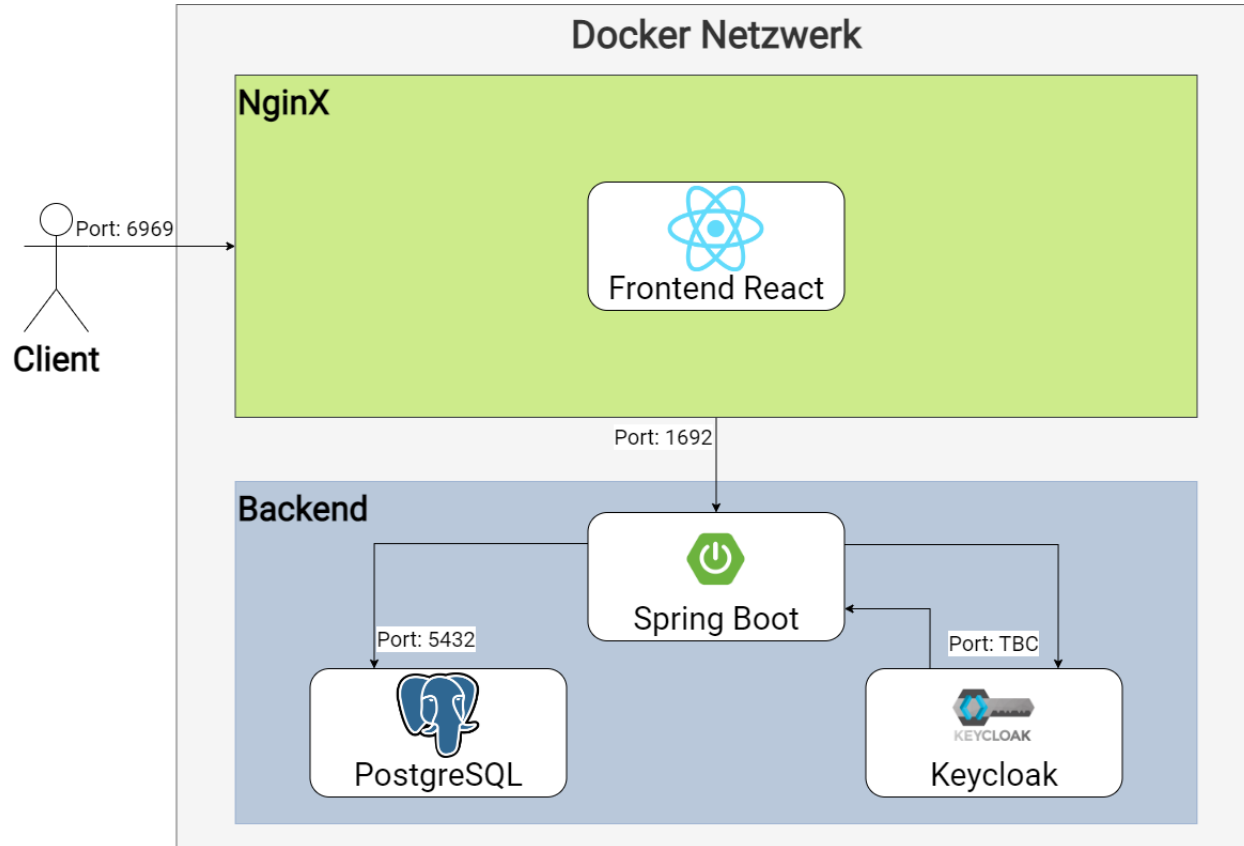 Docker Netzwerk
NginX
Port: 6969
Frontend React
Client
Port: 1692
Backend
Spring Boot
Port: 5432
Port: TBC
KEYCLOAK
PostgreSQL
Keycloak